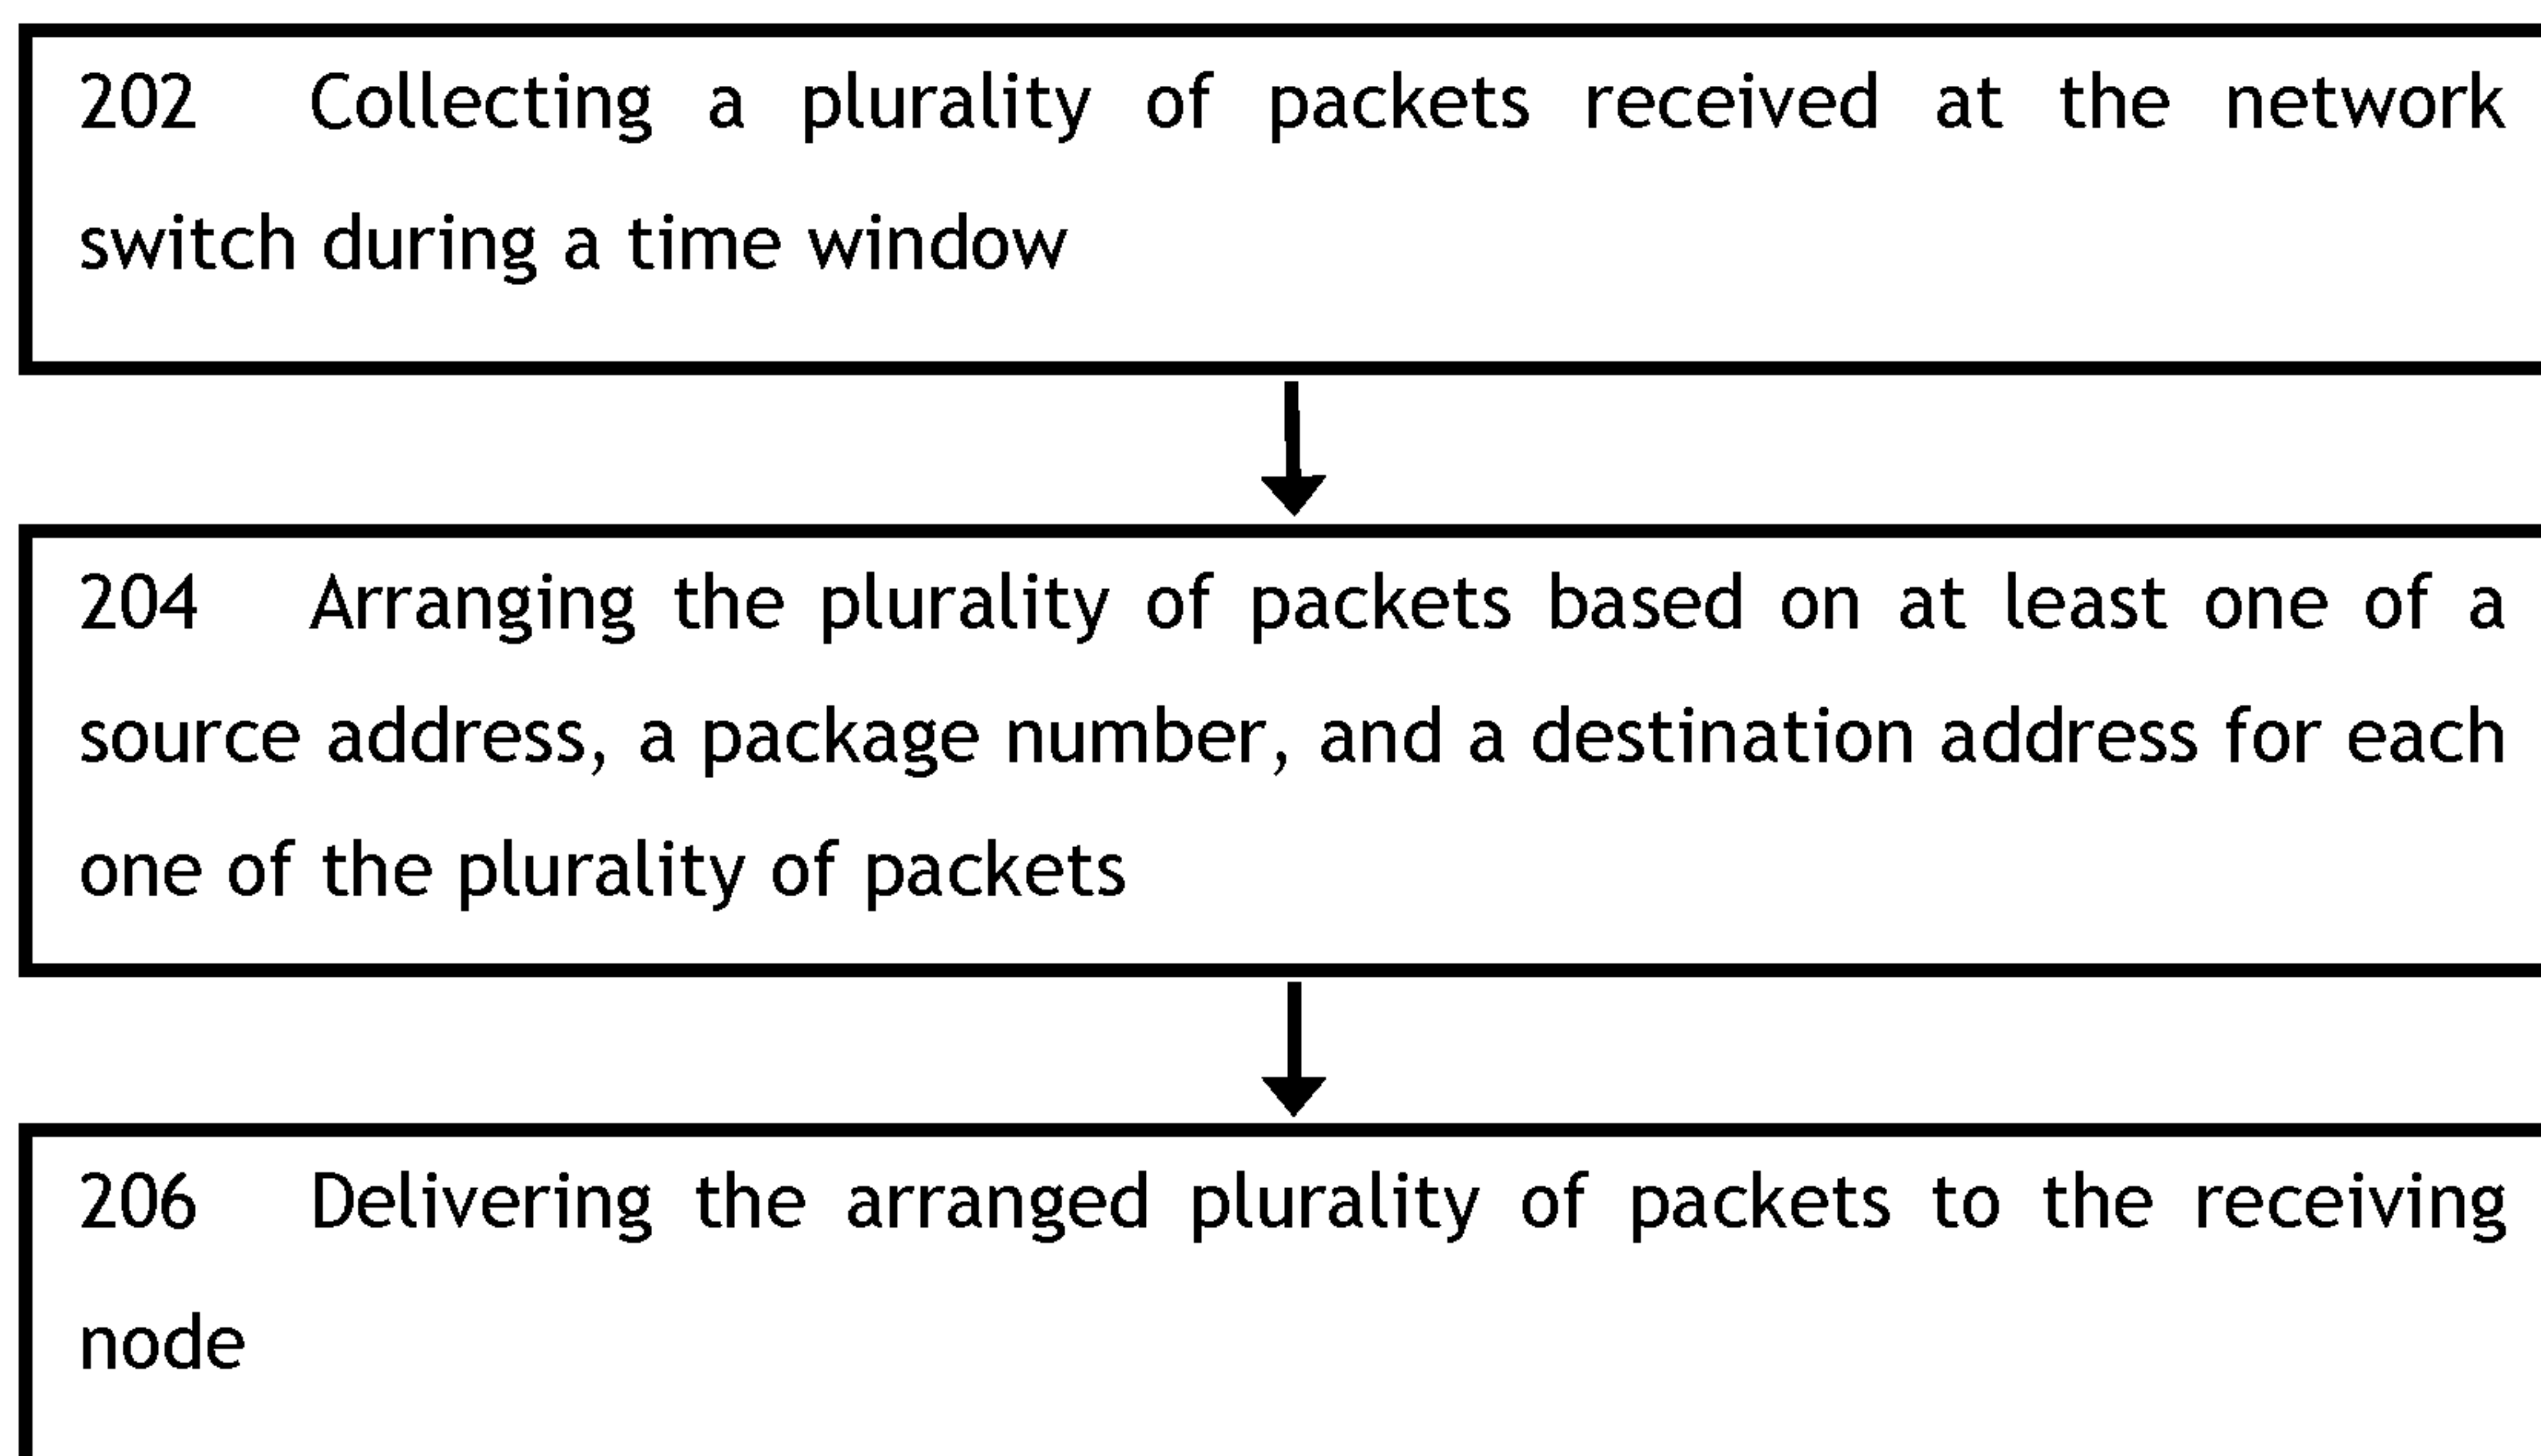 202 Collecting a plurality of packets received at the network
switch during a time window
204 Arranging the plurality of packets based on at least one of a
source address, a package number, and a destination address for each
one of the plurality of packets
206 Delivering the arranged plurality of packets to the receiving
node